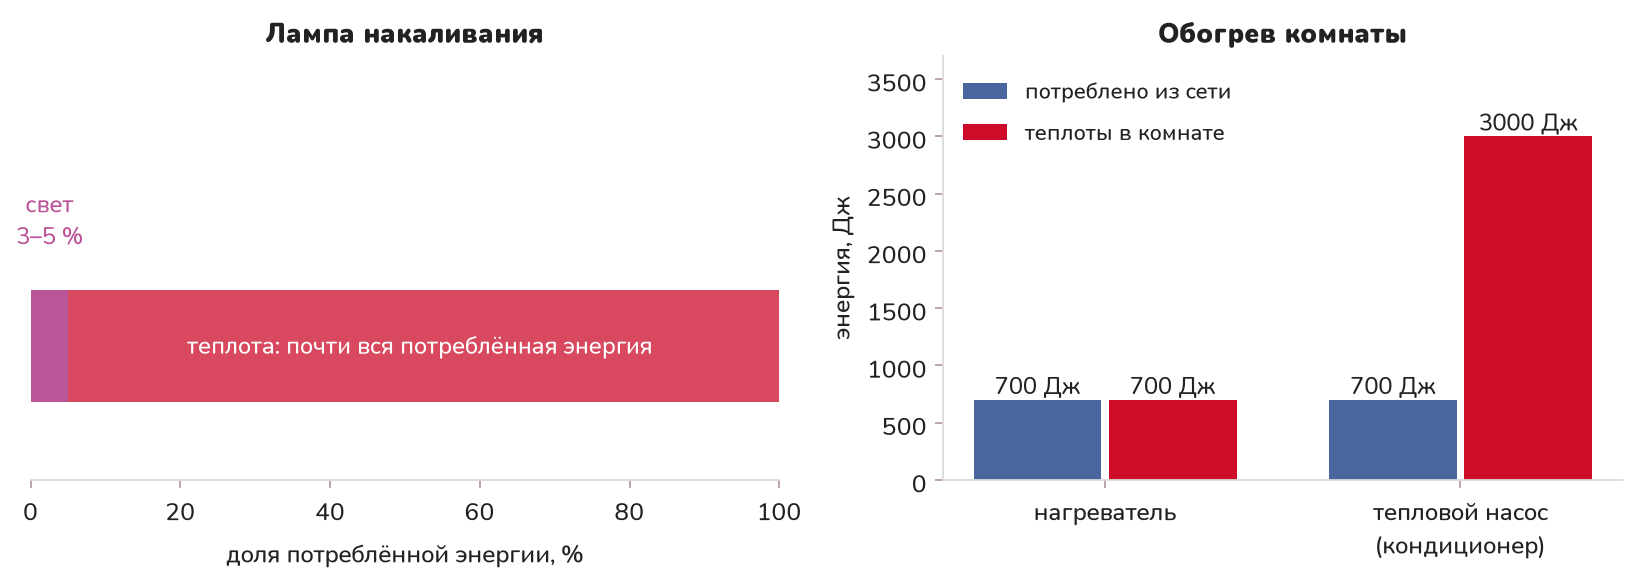 Лампа накаливания
свет
3–5 %
теплота: почти вся потреблённая энергия
0 20 40 60 80 100
доля потреблённой энергии, %
Обогрев комнаты
потреблено из сети
теплоты в комнате
энергия, Дж
3500
3000
2500
2000
1500
1000
500
0
3000 Дж
700 Дж 700 Дж 700 Дж
нагреватель
тепловой насос
(кондиционер)